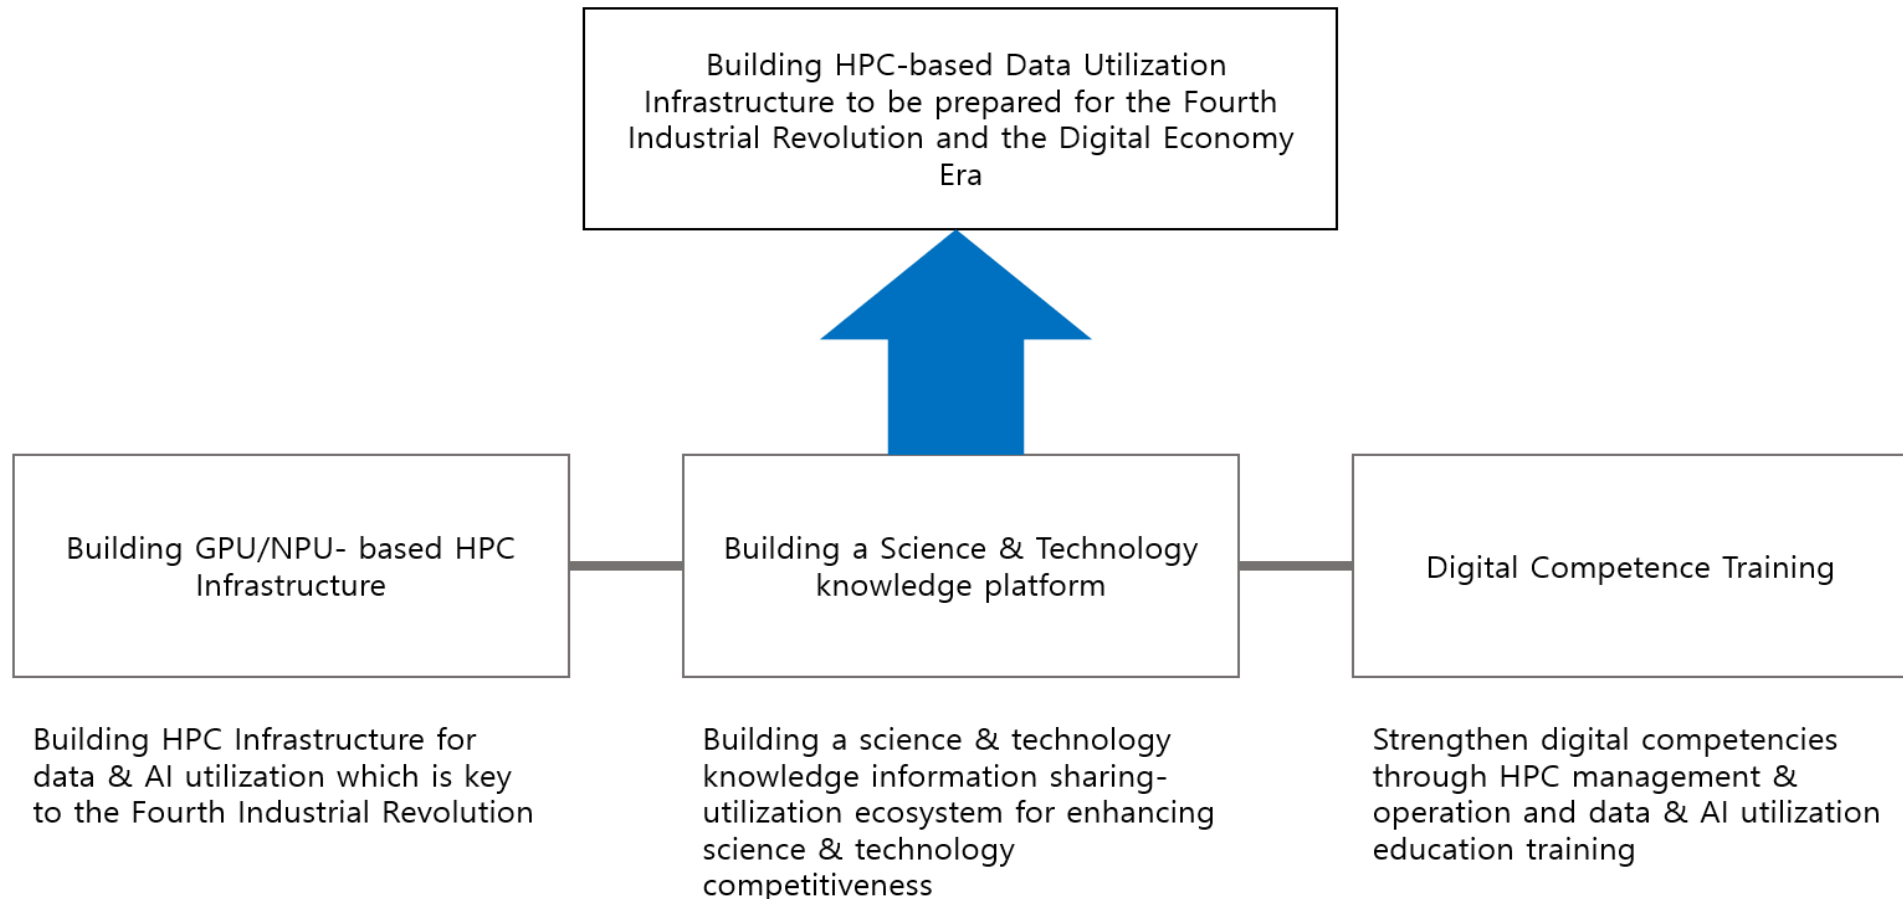 Building HPC-based Data Utilization
Infrastructure to be prepared for the Fourth
Industrial Revolution and the Digital Economy
Era
Building GPU/NPU- based HPC
Infrastructure
Building a Science & Technology
knowledge platform
Digital Competence Training
Building HPC Infrastructure for
data & AI utilization which is key
to the Fourth Industrial Revolution
Building a science & technology
knowledge information sharing-
utilization ecosystem for enhancing
science & technology
competitiveness
Strengthen digital competencies
through HPC management &
operation and data & AI utilization
education training